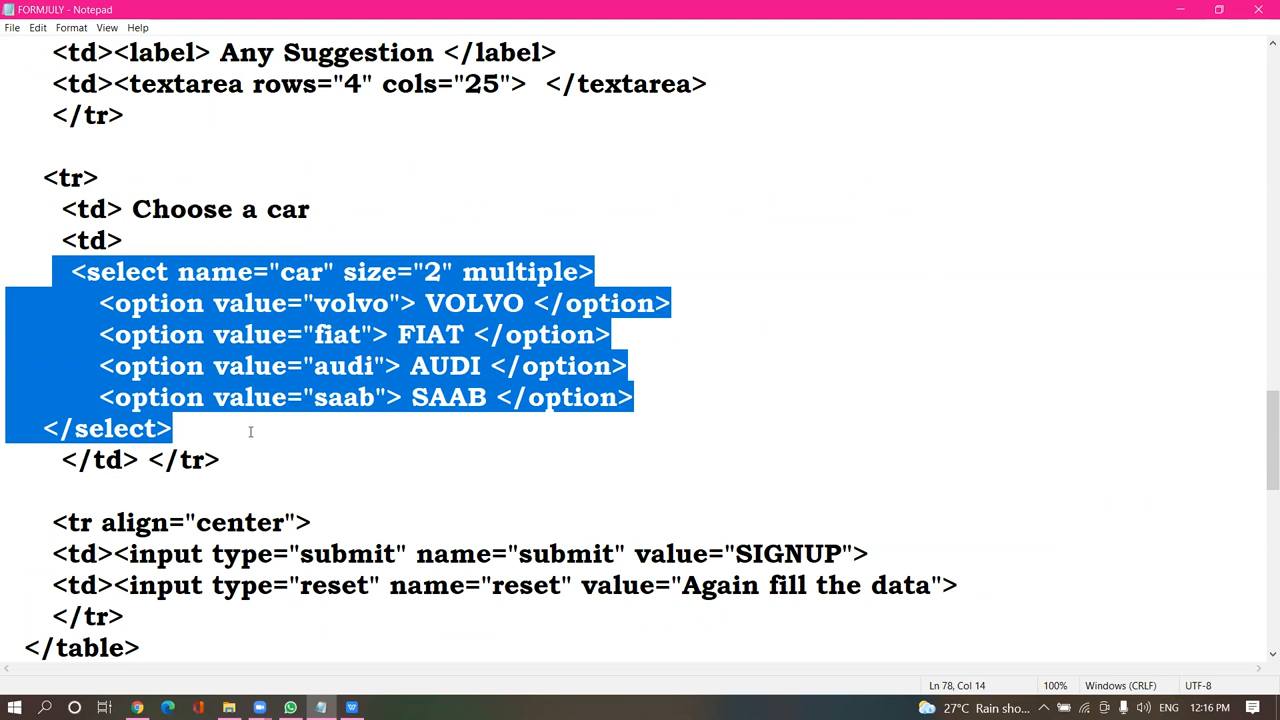 FORMJULY - Notepad
File Edit Format View Help
<td><label> Any Suggestion </label>
<td><textarea rows="4" cols="25">  </textarea>
</tr>
<tr>
<td> Choose a car
<td>
<select name="car" size="2" multiple>
<option value="volvo"> VOLVO </option>
<option value="fiat"> FIAT </option>
<option value="audi"> AUDI </option>
<option value="saab"> SAAB </option>
</select>
</td> </tr>
<tr align="center">
<td><input type="submit" name="submit" value="SIGNUP">
<td><input type="reset" name="reset" value="Again fill the data">
</tr>
</table>
Ln 78, Col 14 100% Windows (CRLF) UTF-8
27°C Rain sho... ENG 12:16 PM